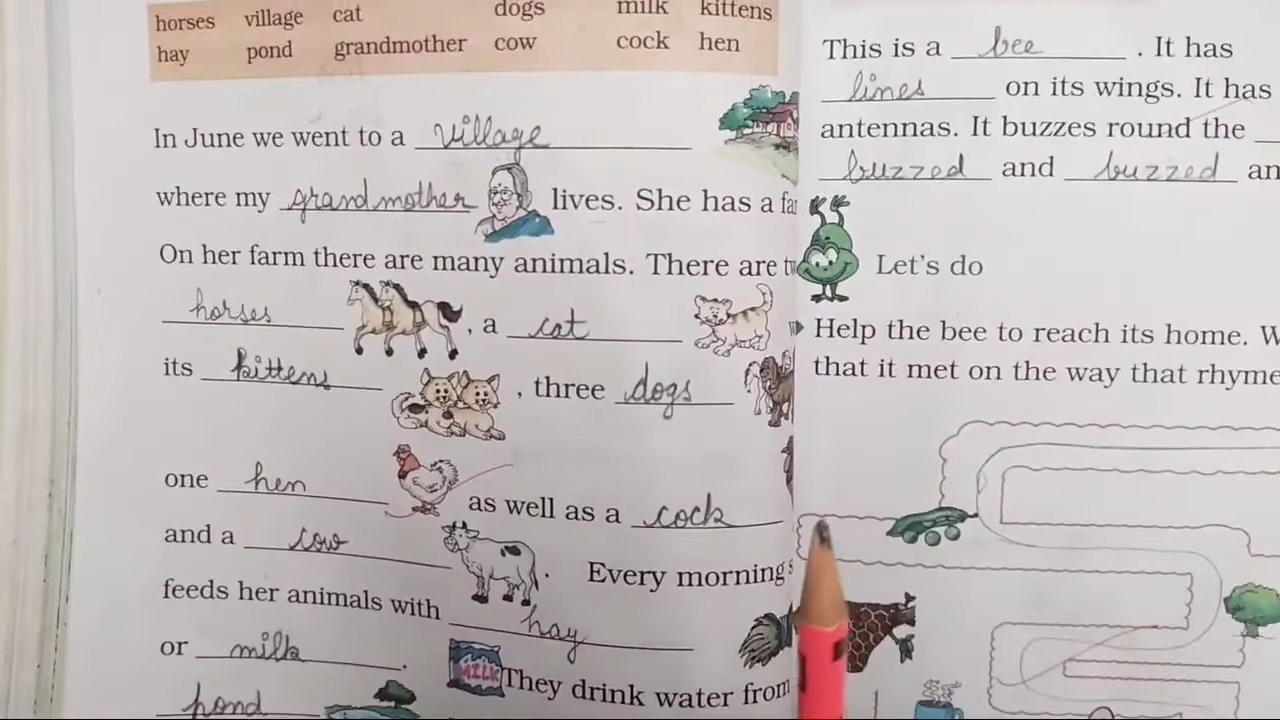 horses village cat dogs milk kittens
hay pond grandmother cow cock hen
In June we went to a village
where my grandmother lives. She has a
On her farm there are many animals. There are
horses , a cat
its kittens , three dogs
one hen as well as a cock
and a cow . Every morning
feeds her animals with hay
or milk .
MILK They drink water from
pond
This is a bee . It has
lines on its wings. It has
antennas. It buzzes round the
buzzed and buzzed
Let's do
Help the bee to reach its home.
that it met on the way that